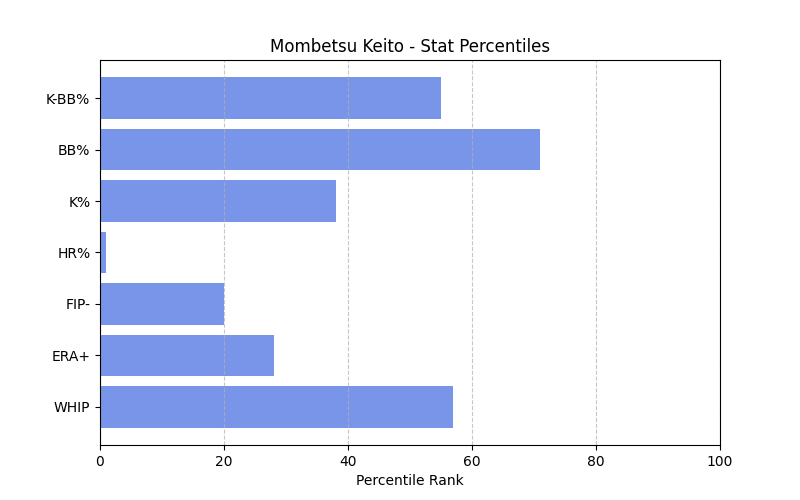 Mombetsu Keito - Stat Percentiles
K-BB%
BB%
K%
HR%
FIP-
ERA+
WHIP
0 20 40 60 80 100
Percentile Rank